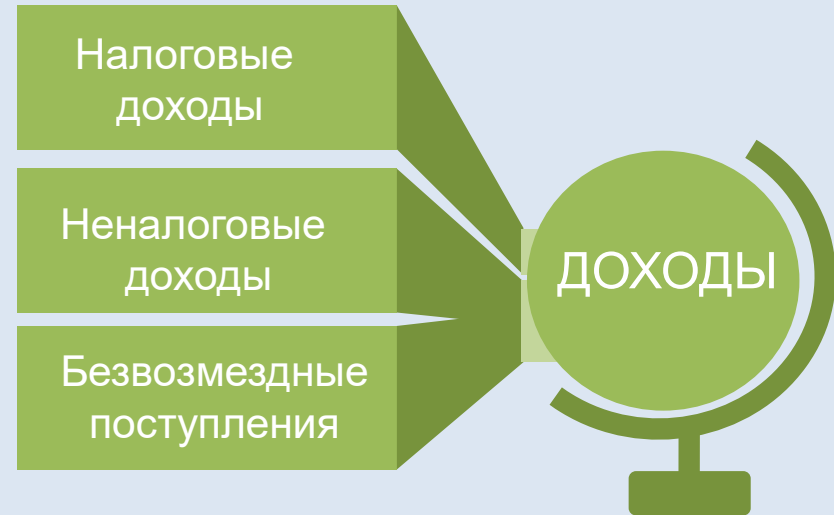 Налоговые
доходы
Неналоговые
доходы
Безвозмездные
поступления
ДОХОДЫ